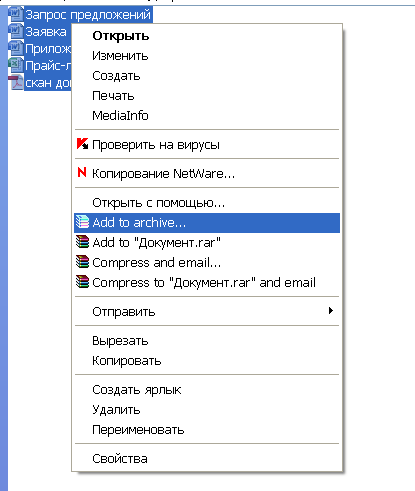 Запрос предложений
Заявка
Прилож
Прайс-л
скан до
Открыть
Изменить
Создать
Печать
MediaInfo
Проверить на вирусы
Копирование NetWare...
Открыть с помощью...
Add to archive...
Add to "Документ.rar"
Compress and email...
Compress to "Документ.rar" and email
Отправить
Вырезать
Копировать
Создать ярлык
Удалить
Переименовать
Свойства